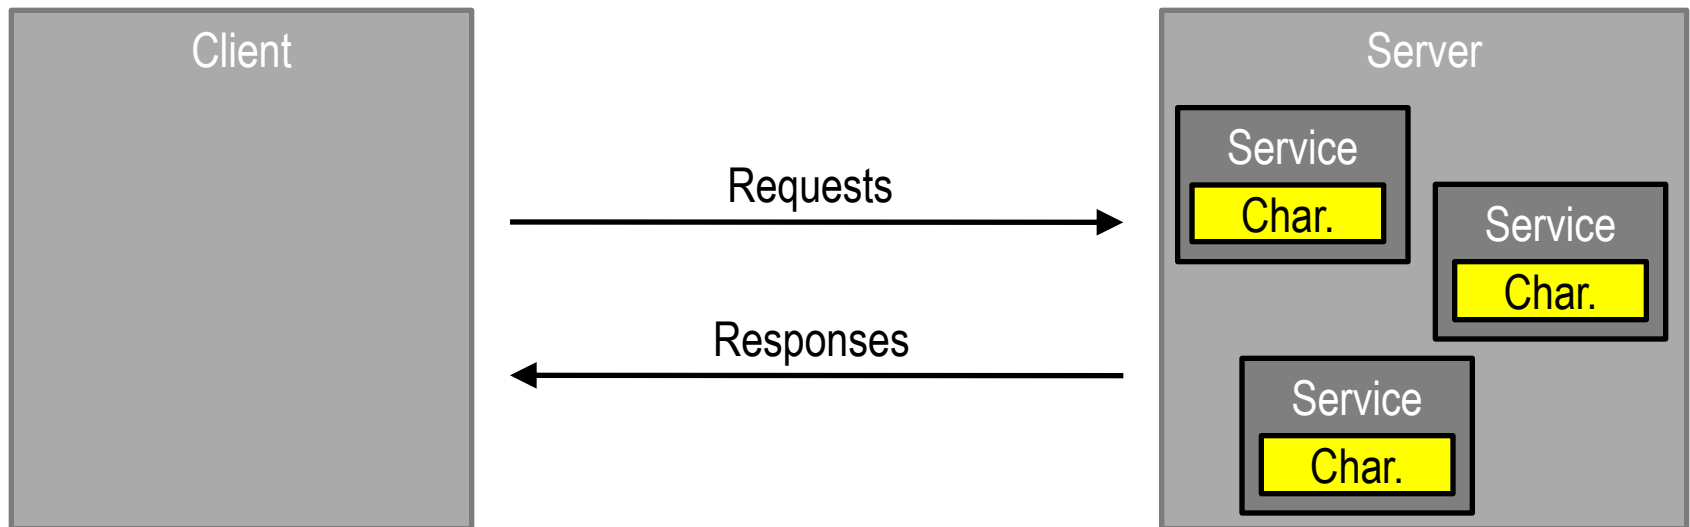 Client
Requests
Responses
Server
Service
Char.
Service
Char.
Service
Char.